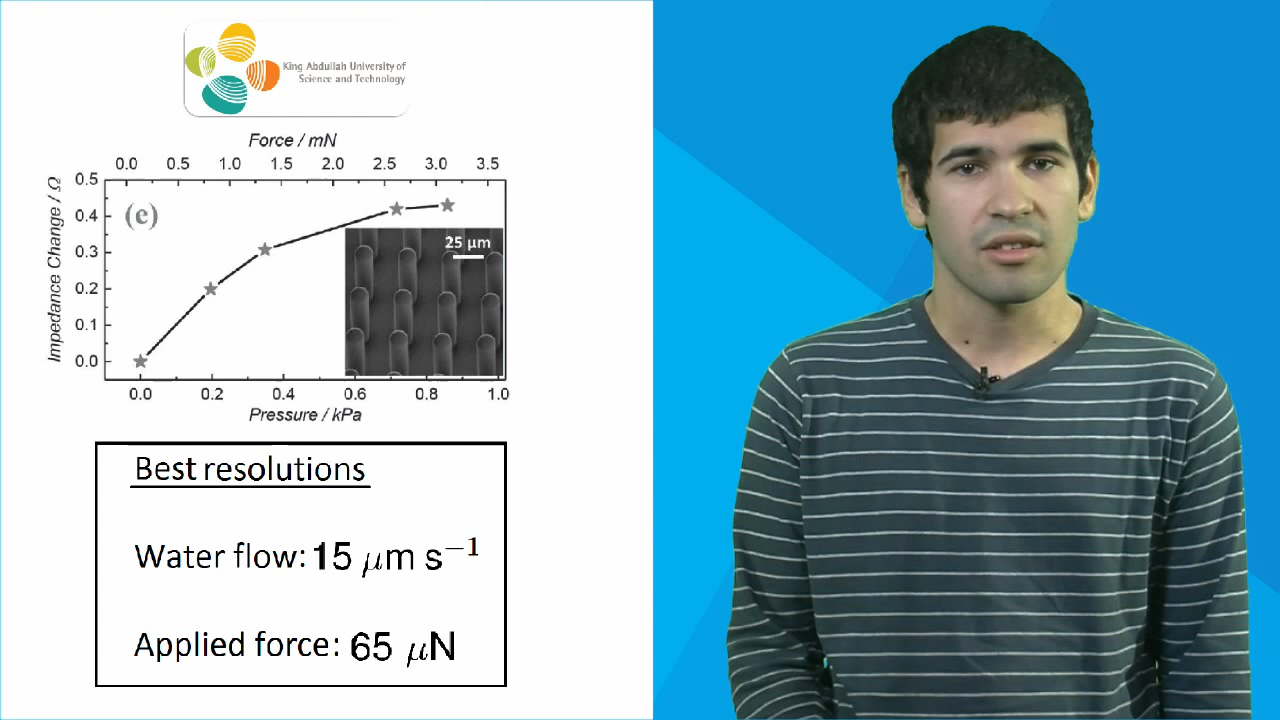 King Abdullah University of
Science and Technology
Force / mN
0.0 0.5 1.0 1.5 2.0 2.5 3.0 3.5
Impedance Change / Ω
0.5
0.4
0.3
0.2
0.1
0.0
(e)
25 μm
0.0 0.2 0.4 0.6 0.8 1.0
Pressure / kPa
Best resolutions
Water flow: 15 μm s⁻¹
Applied force: 65 μN